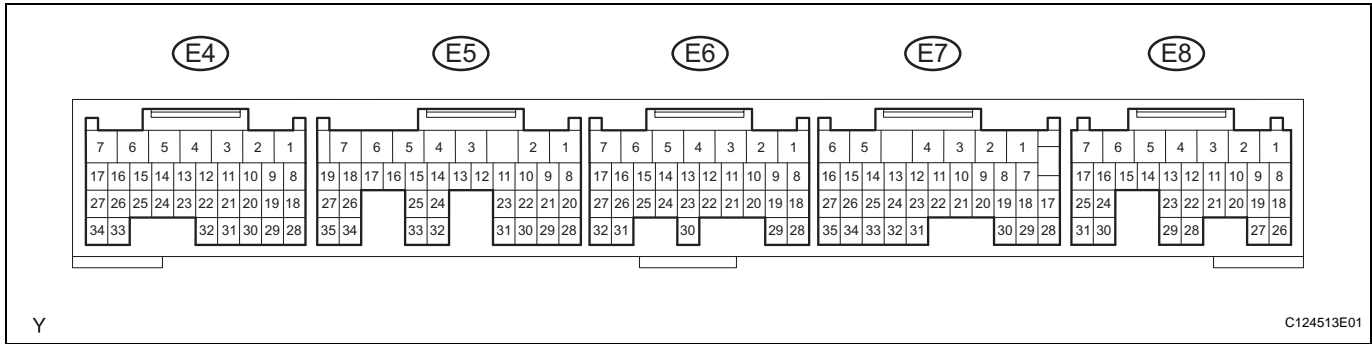 E4 E5 E6 E7 E8
7 6 5 4 3 2 1 7 6 5 4 3 2 1 7 6 5 4 3 2 1 6 5 4 3 2 1 7 6 5 4 3 2 1
17 16 15 14 13 12 11 10 9 8 19 18 17 16 15 14 13 12 11 10 9 8 17 16 15 14 13 12 11 10 9 8 16 15 14 13 12 11 10 9 8 7 17 16 15 14 13 12 11 10 9 8
27 26 25 24 23 22 21 20 19 18 27 26 25 24 23 22 21 20 27 26 25 24 23 22 21 20 19 18 27 26 25 24 23 22 21 20 19 18 17 25 24 23 22 21 20 19 18
34 33 32 31 30 29 28 35 34 33 32 31 30 29 28 32 31 30 29 28 35 34 33 32 31 30 29 28 31 30 29 28 27 26
Y C124513E01